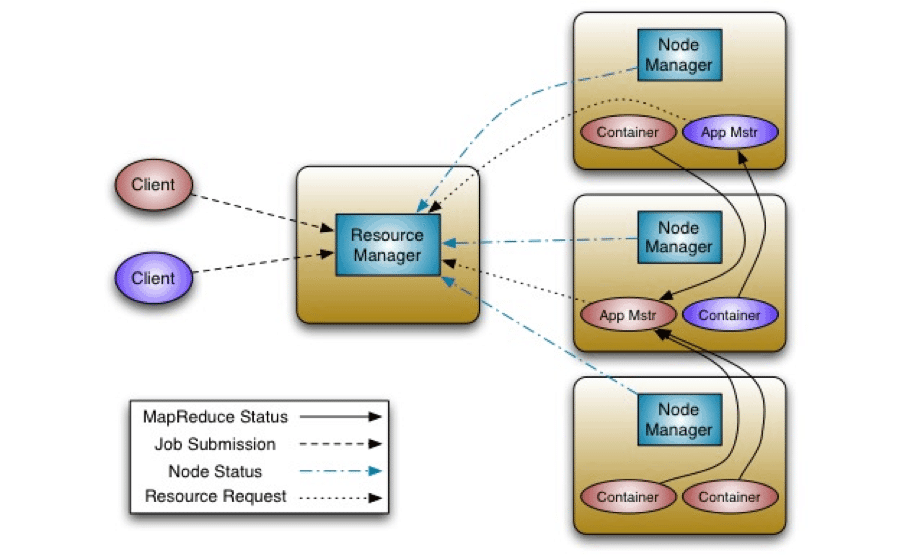 Node
Manager
Container
App Mstr
Client
Resource
Manager
Node
Manager
Client
App Mstr
Container
MapReduce Status
Job Submission
Node Status
Resource Request
Node
Manager
Container
Container